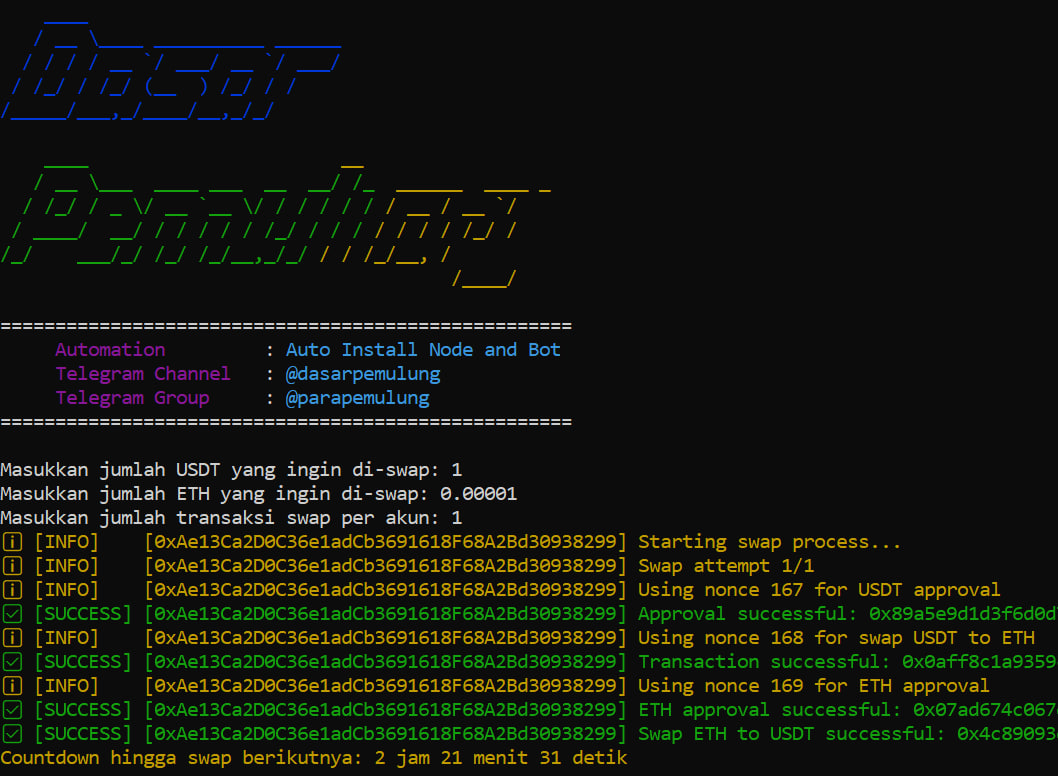 Dasar
Pemulung
==================================================
Automation : Auto Install Node and Bot
Telegram Channel : @dasarpemulung
Telegram Group : @parapemulung
==================================================
Masukkan jumlah USDT yang ingin di-swap: 1
Masukkan jumlah ETH yang ingin di-swap: 0.00001
Masukkan jumlah transaksi swap per akun: 1
[INFO] [0xAe13Ca2D0C36e1adCb3691618F68A2Bd30938299] Starting swap process...
[INFO] [0xAe13Ca2D0C36e1adCb3691618F68A2Bd30938299] Swap attempt 1/1
[INFO] [0xAe13Ca2D0C36e1adCb3691618F68A2Bd30938299] Using nonce 167 for USDT approval
[SUCCESS] [0xAe13Ca2D0C36e1adCb3691618F68A2Bd30938299] Approval successful: 0x89a5e9d1d3f6d0d
[INFO] [0xAe13Ca2D0C36e1adCb3691618F68A2Bd30938299] Using nonce 168 for swap USDT to ETH
[SUCCESS] [0xAe13Ca2D0C36e1adCb3691618F68A2Bd30938299] Transaction successful: 0x0aff8c1a9359
[INFO] [0xAe13Ca2D0C36e1adCb3691618F68A2Bd30938299] Using nonce 169 for ETH approval
[SUCCESS] [0xAe13Ca2D0C36e1adCb3691618F68A2Bd30938299] ETH approval successful: 0x07ad674c067
[SUCCESS] [0xAe13Ca2D0C36e1adCb3691618F68A2Bd30938299] Swap ETH to USDT successful: 0x4c89093
Countdown hingga swap berikutnya: 2 jam 21 menit 31 detik